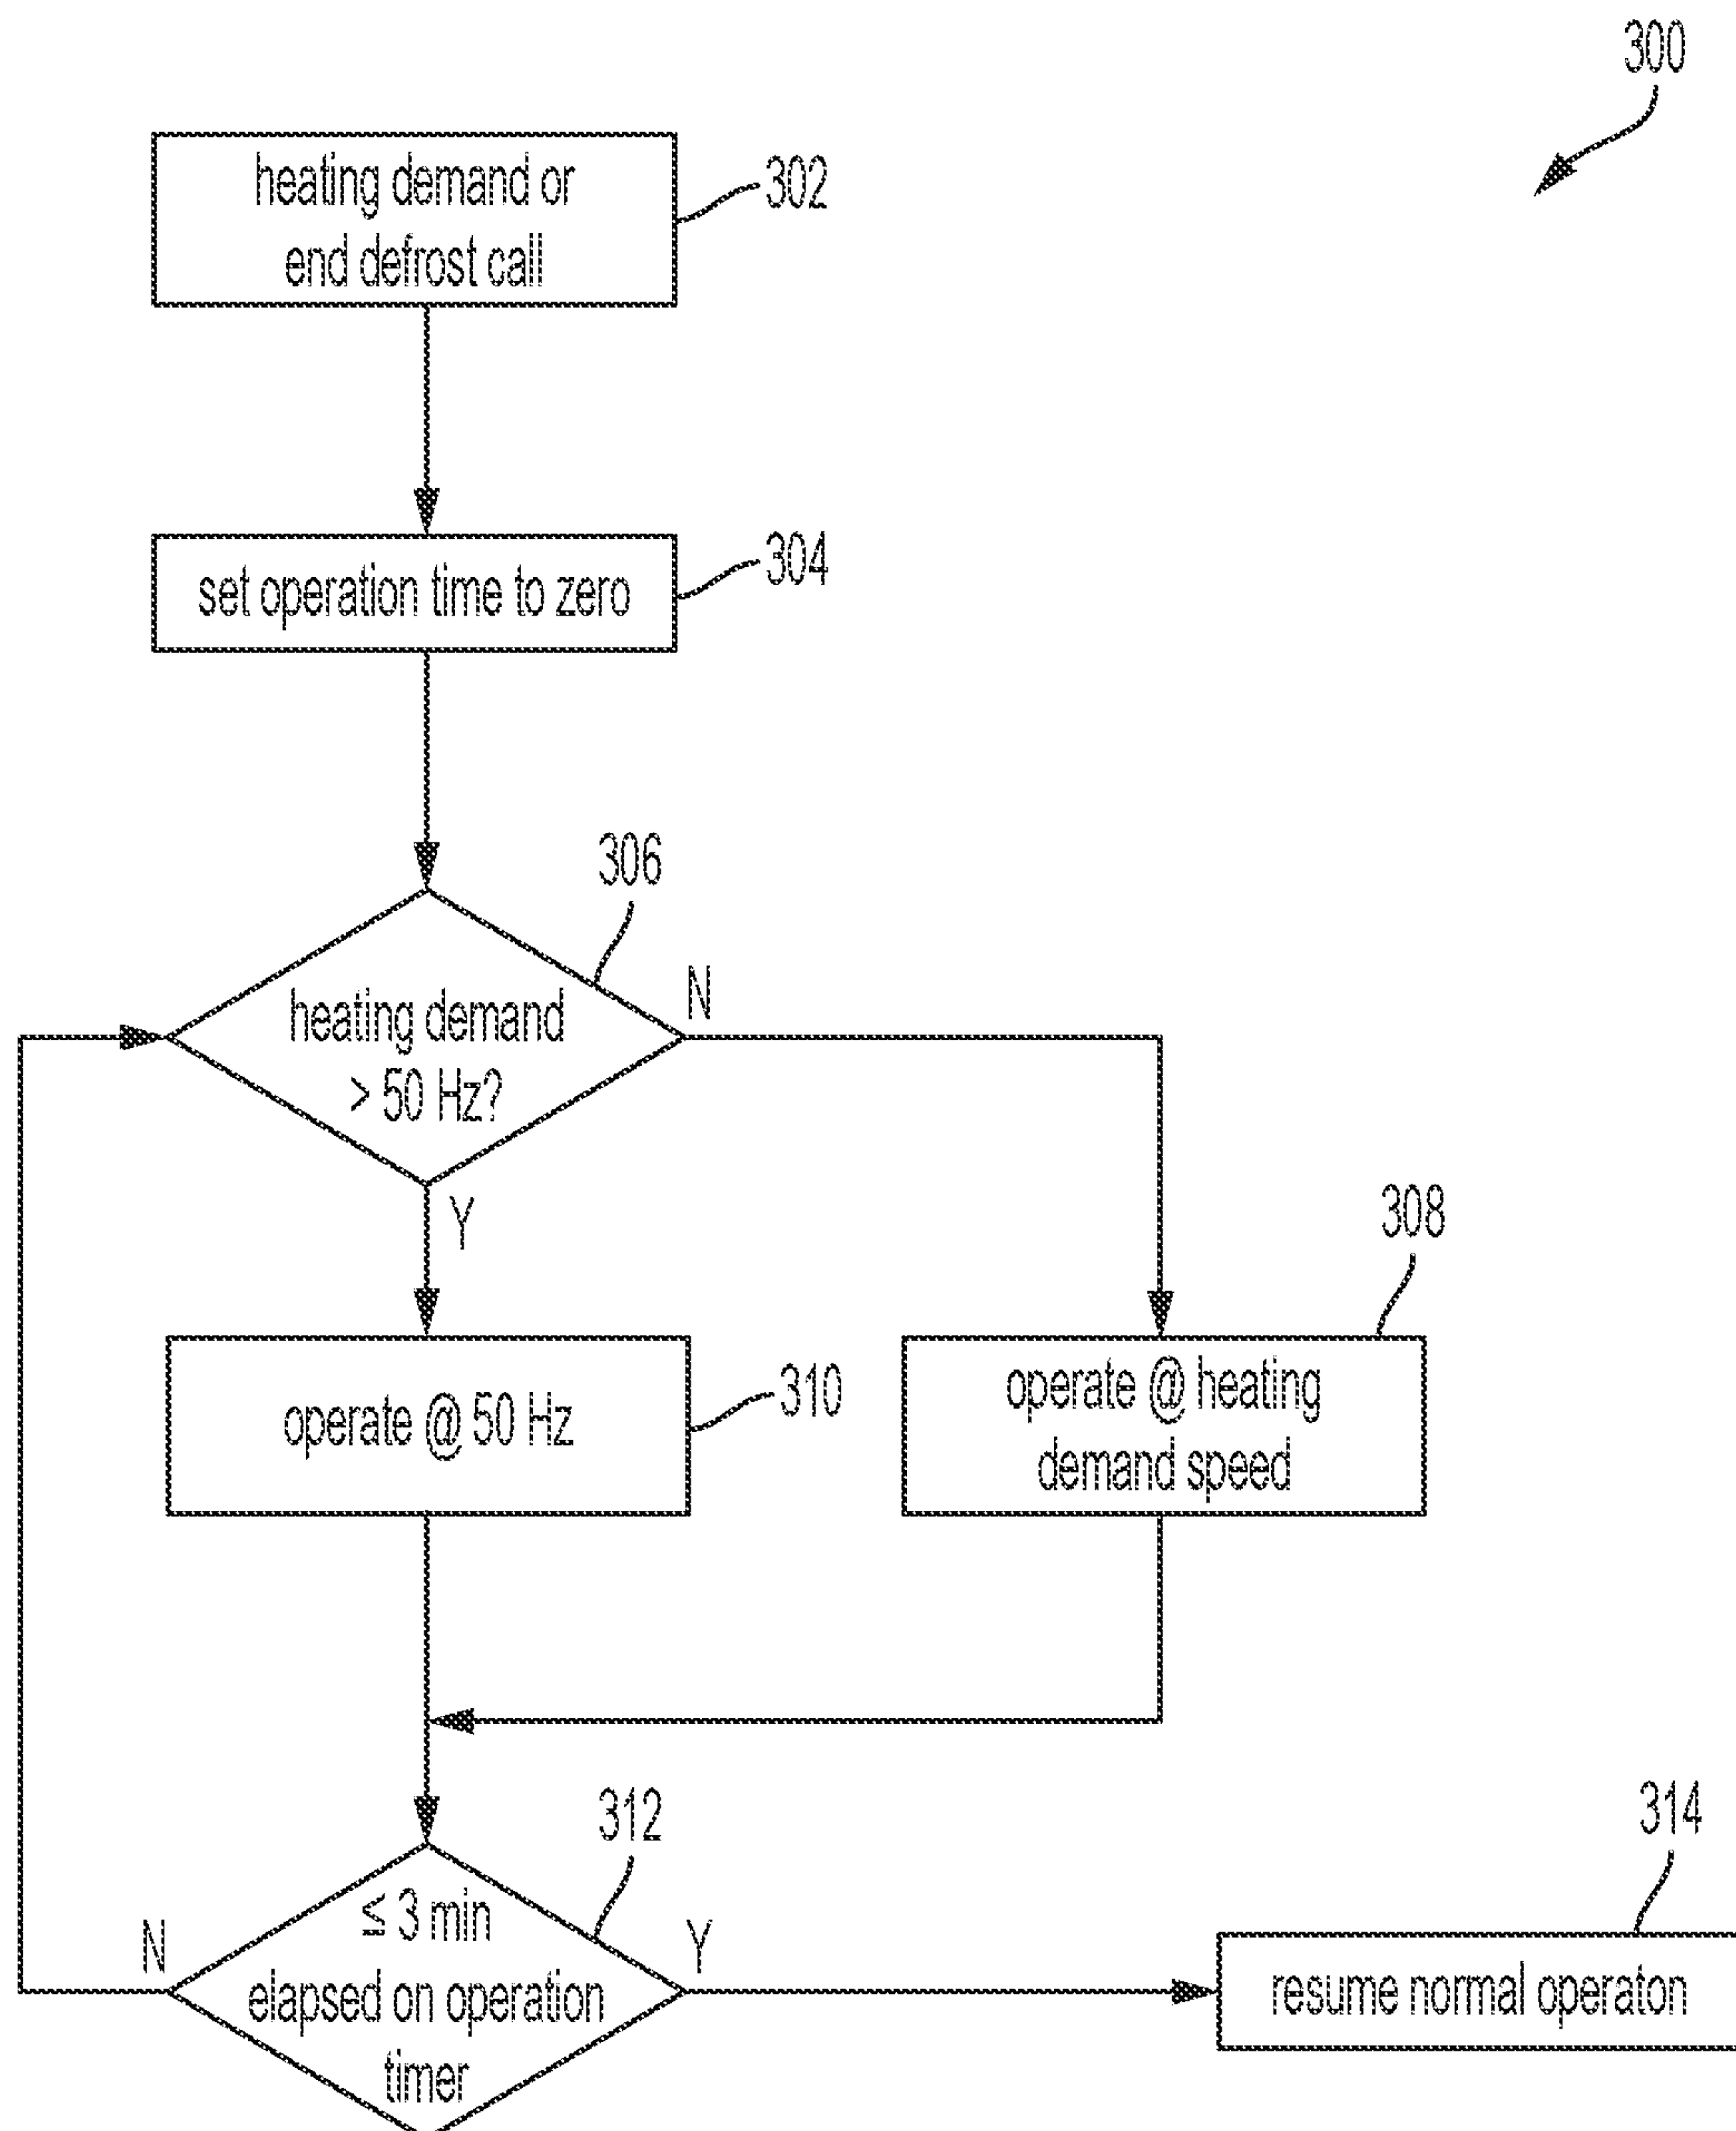 300
heating demand or
end defrost call
302
set operation time to zero
304
306
heating demand
> 50 Hz?
N
Y
308
operate @ 50 Hz
310
operate @ heating
demand speed
312
≤ 3 min
elapsed on operation
timer
N
Y
314
resume normal operaton